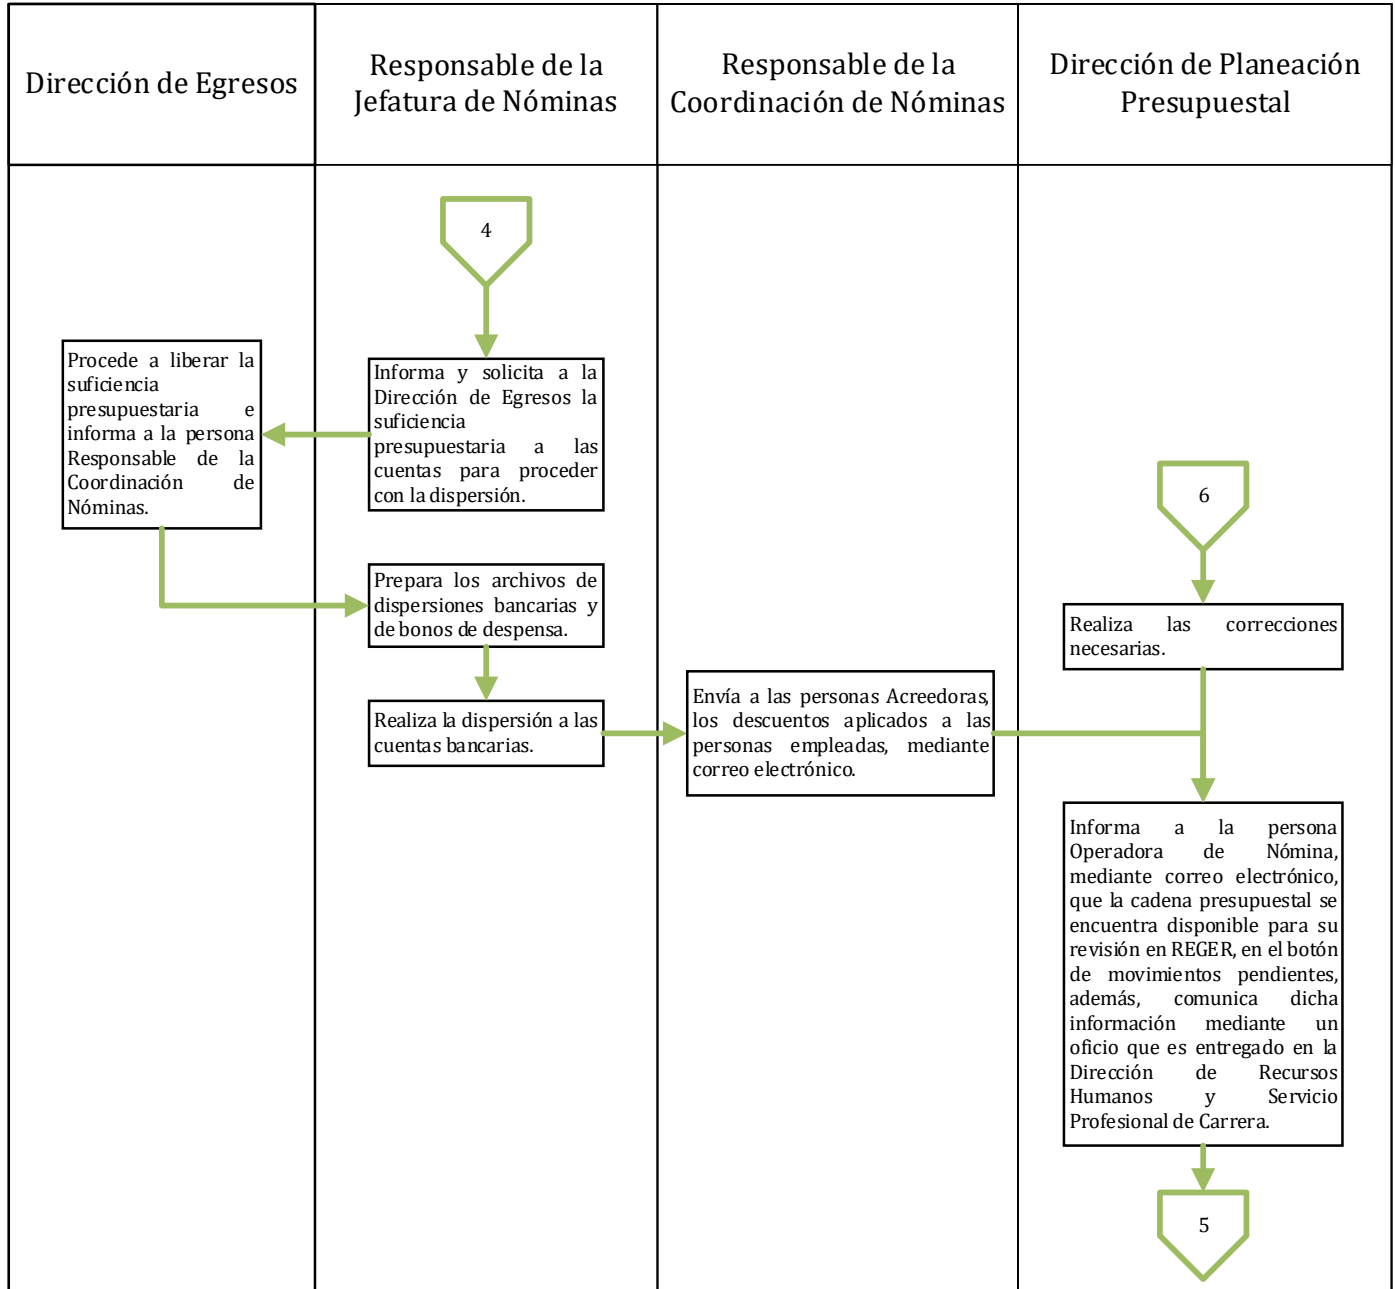 Dirección de Egresos
Responsable de la
Jefatura de Nóminas
Responsable de la
Coordinación de Nóminas
Dirección de Planeación
Presupuestal
4
Informa y solicita a la
Dirección de Egresos la
suficiencia
presupuestaria a las
cuentas para proceder
con la dispersión.
Procede a liberar la
suficiencia
presupuestaria e
informa a la persona
Responsable de la
Coordinación de
Nóminas.
Prepara los archivos de
dispersiones bancarias y
de bonos de despensa.
Realiza la dispersión a las
cuentas bancarias.
Envía a las personas Acreedoras,
los descuentos aplicados a las
personas empleadas, mediante
correo electrónico.
6
Realiza las correcciones
necesarias.
Informa a la persona
Operadora de Nómina,
mediante correo electrónico,
que la cadena presupuestal se
encuentra disponible para su
revisión en REGER, en el botón
de movimientos pendientes,
además, comunica dicha
información mediante un
oficio que es entregado en la
Dirección de Recursos
Humanos y Servicio
Profesional de Carrera.
5